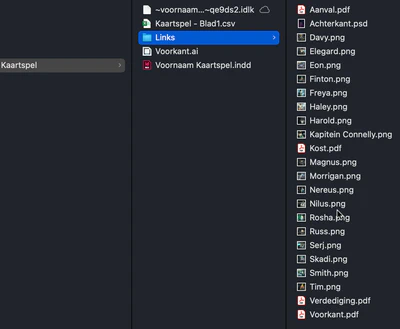 Kaartspel
~voornaam...~qe9ds2.idlk
Kaartspel - Blad1.csv
Links
Voorkant.ai
Voornaam Kaartspel.indd
Aanval.pdf
Achterkant.psd
Davy.png
Elegard.png
Eon.png
Finton.png
Freya.png
Haley.png
Harold.png
Kapitein Connelly.png
Kost.pdf
Magnus.png
Morrigan.png
Nereus.png
Nilus.png
Rosha.png
Russ.png
Serj.png
Skadi.png
Smith.png
Tim.png
Verdediging.pdf
Voorkant.pdf